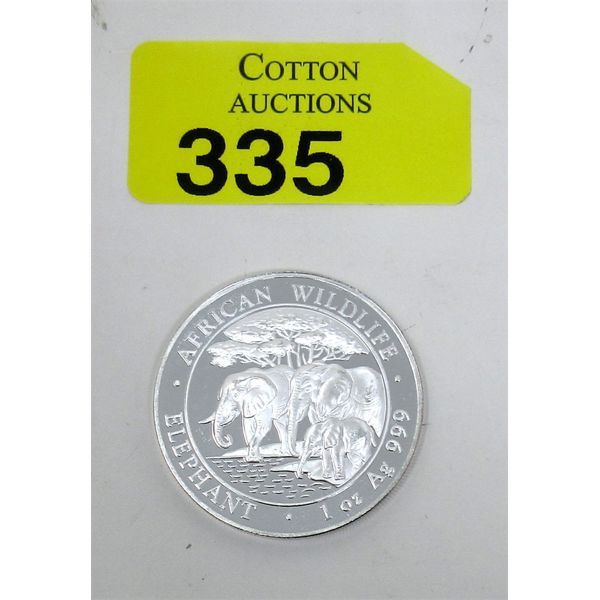 COTTON
AUCTIONS
335
AFRICAN WILDLIFE
ELEPHANT • 1 oz Ag 999